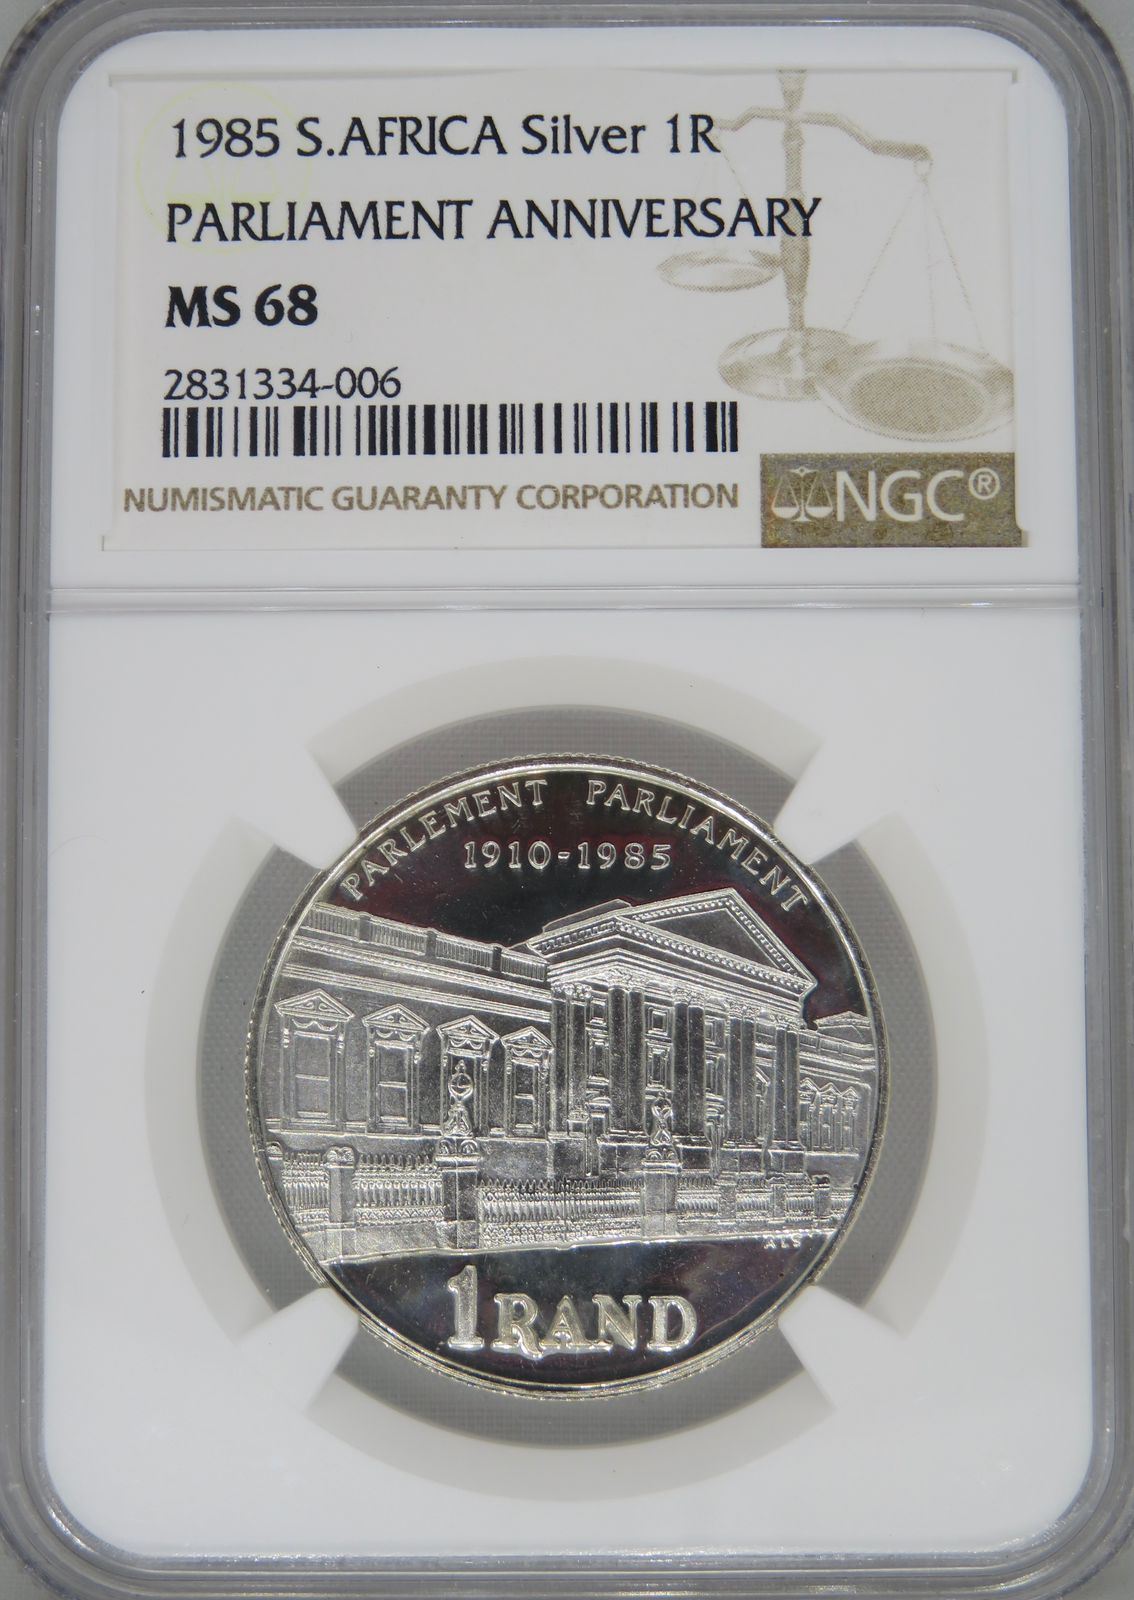 1985 S.AFRICA Silver 1R
PARLIAMENT ANNIVERSARY
MS 68
2831334-006
NUMISMATIC GUARANTY CORPORATION
NGC®
PARLEMENT PARLIAMENT
1910-1985
ALS
1 RAND